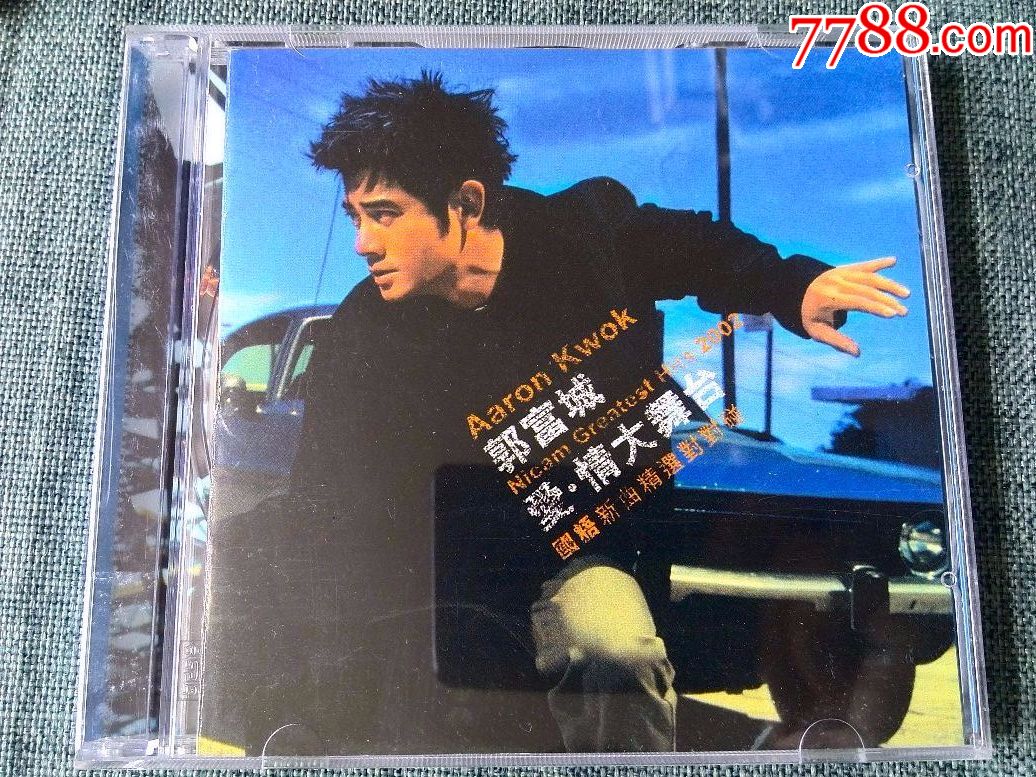 7788.com
Aaron Kwok
郭富城
Nicam Greatest Hits 2002
愛·情大舞台
國語新曲精選對對碰